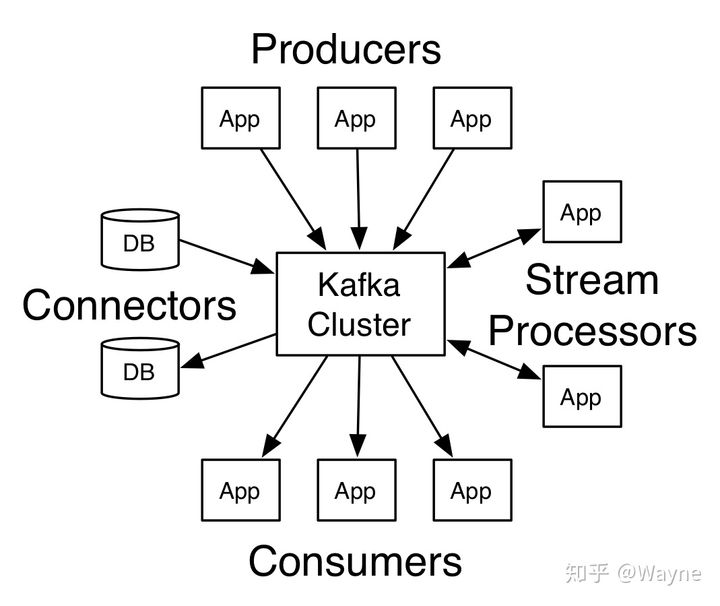 Producers
App
App
App
App
DB
Kafka
Cluster
Stream
Processors
Connectors
DB
App
App
App
App
Consumers
知乎 @Wayne